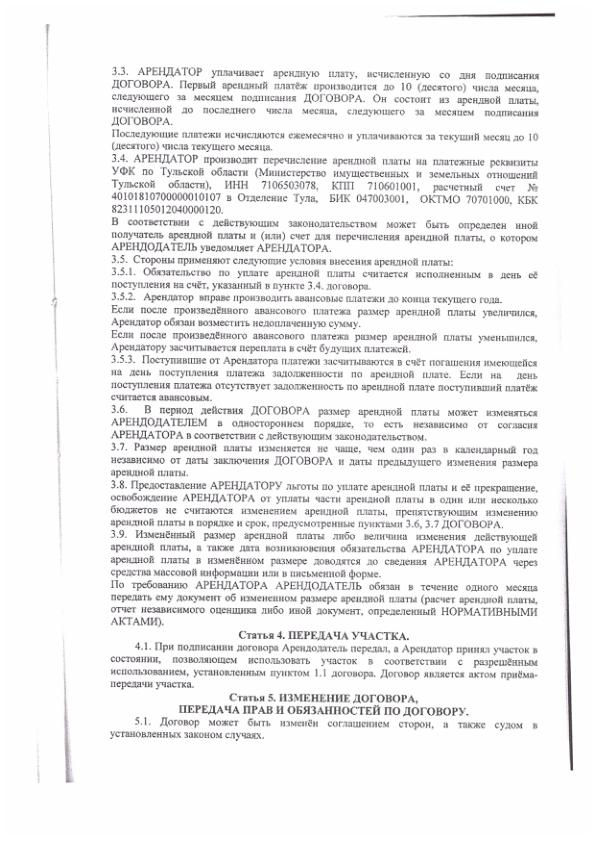 3.3. АРЕНДАТОР уплачивает арендную плату, исчисленную со дня подписания
ДОГОВОРА. Первый арендный платёж производится до 10 (десятого) числа месяца,
следующего за месяцем подписания ДОГОВОРА. Он состоит из арендной платы,
исчисленной до последнего числа месяца, следующего за месяцем подписания
ДОГОВОРА.
Последующие платежи исчисляются ежемесячно и уплачиваются за текущий месяц до 10
(десятого) числа текущего месяца.
3.4. АРЕНДАТОР производит перечисление арендной платы на платежные реквизиты
УФК по Тульской области (Министерство имущественных и земельных отношений
Тульской области), ИНН 7106503078, КПП 710601001, расчетный счет №
40101810700000010107 в Отделение Тула, БИК 047003001, ОКТМО 70701000, КБК
82311105012040000120.
В соответствии с действующим законодательством может быть определен иной
получатель арендной платы и (или) счет для перечисления арендной платы, о котором
АРЕНДОДАТЕЛЬ уведомляет АРЕНДАТОРА.
3.5. Стороны применяют следующие условия внесения арендной платы:
3.5.1. Обязательство по уплате арендной платы считается исполненным в день её
поступления на счёт, указанный в пункте 3.4. договора.
3.5.2. Арендатор вправе производить авансовые платежи до конца текущего года.
Если после произведённого авансового платежа размер арендной платы увеличился,
Арендатор обязан возместить недоплаченную сумму.
Если после произведённого авансового платежа размер арендной платы уменьшился,
Арендатору засчитывается переплата в счёт будущих платежей.
3.5.3. Поступившие от Арендатора платежи засчитываются в счёт погашения имеющейся
на день поступления платежа задолженности по арендной плате. Если на день
поступления платежа отсутствует задолженность по арендной плате поступивший платёж
считается авансовым.
3.6. В период действия ДОГОВОРА размер арендной платы может изменяться
АРЕНДОДАТЕЛЕМ в одностороннем порядке, то есть независимо от согласия
АРЕНДАТОРА в соответствии с действующим законодательством.
3.7. Размер арендной платы изменяется не чаще, чем один раз в календарный год
независимо от даты заключения ДОГОВОРА и даты предыдущего изменения размера
арендной платы.
3.8. Предоставление АРЕНДАТОРУ льготы по уплате арендной платы и её прекращение,
освобождение АРЕНДАТОРА от уплаты части арендной платы в один или несколько
бюджетов не считаются изменением арендной платы, препятствующим изменению
арендной платы в порядке и срок, предусмотренные пунктами 3.6, 3.7 ДОГОВОРА.
3.9. Изменённый размер арендной платы либо величина изменения действующей
арендной платы, а также дата возникновения обязательства АРЕНДАТОРА по уплате
арендной платы в изменённом размере доводятся до сведения АРЕНДАТОРА через
средства массовой информации или в письменной форме.
По требованию АРЕНДАТОРА АРЕНДОДАТЕЛЬ обязан в течение одного месяца
передать ему документ об измененном размере арендной платы (расчет арендной платы,
отчет независимого оценщика либо иной документ, определенный НОРМАТИВНЫМИ
АКТАМИ).
Статья 4. ПЕРЕДАЧА УЧАСТКА.
4.1. При подписании договора Арендодатель передал, а Арендатор принял участок в
состоянии, позволяющем использовать участок в соответствии с разрешённым
использованием, установленным пунктом 1.1 договора. Договор является актом приёма-
передачи участка.
Статья 5. ИЗМЕНЕНИЕ ДОГОВОРА,
ПЕРЕДАЧА ПРАВ И ОБЯЗАННОСТЕЙ ПО ДОГОВОРУ.
5.1. Договор может быть изменён соглашением сторон, а также судом в
установленных законом случаях.